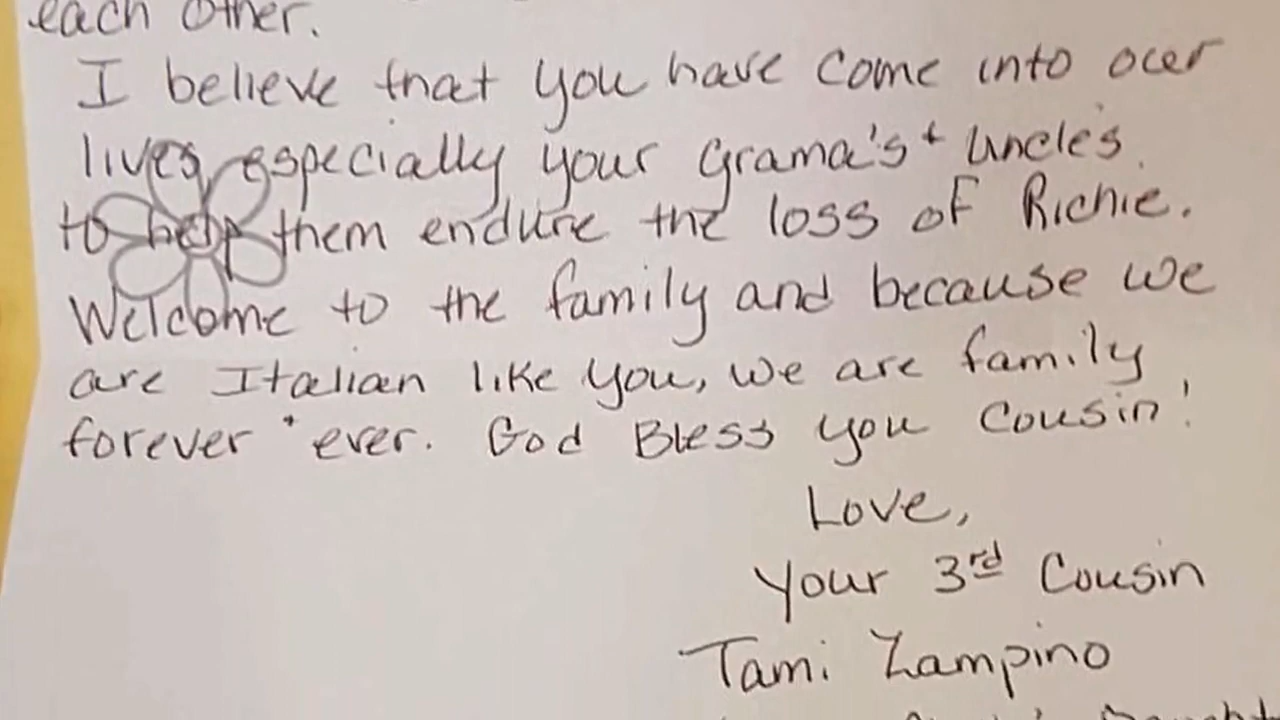 each other.
I believe that you have come into our
lives, especially your Grama's + Uncle's
to help them endure the loss of Richie.
Welcome to the family and because we
are Italian like you, we are family
forever + ever. God Bless you Cousin!
Love,
Your 3rd Cousin
Tami Zampino